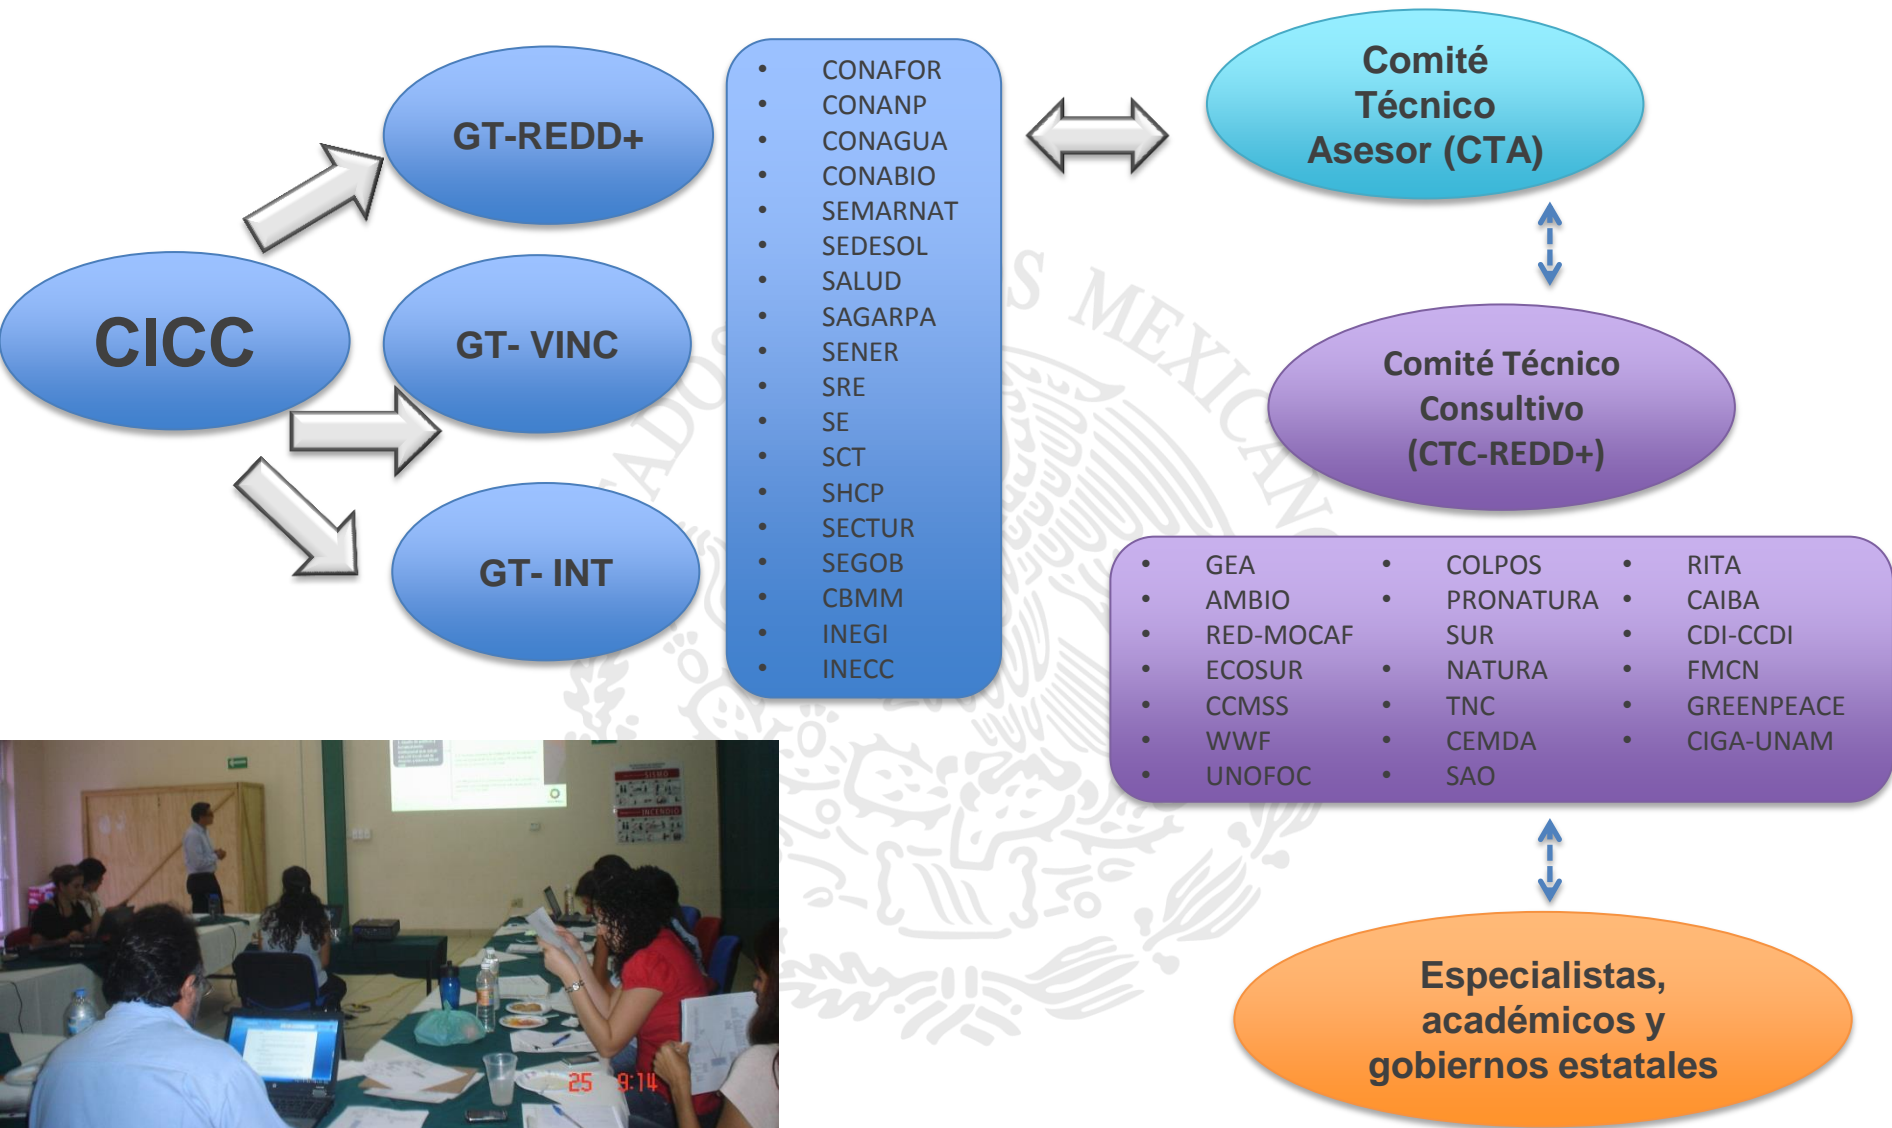 CICC
GT-REDD+
GT- VINC
GT- INT
• CONAFOR
• CONANP
• CONAGUA
• CONABIO
• SEMARNAT
• SEDESOL
• SALUD
• SAGARPA
• SENER
• SRE
• SE
• SCT
• SHCP
• SECTUR
• SEGOB
• CBMM
• INEGI
• INECC
Comité
Técnico
Asesor (CTA)
Comité Técnico
Consultivo
(CTC-REDD+)
• GEA
• AMBIO
• RED-MOCAF
• ECOSUR
• CCMSS
• WWF
• UNOFOC
• COLPOS
• PRONATURA
SUR
• NATURA
• TNC
• CEMDA
• SAO
• RITA
• CAIBA
• CDI-CCDI
• FMCN
• GREENPEACE
• CIGA-UNAM
Especialistas,
académicos y
gobiernos estatales
SISMO
INCENDIO
25 9:14